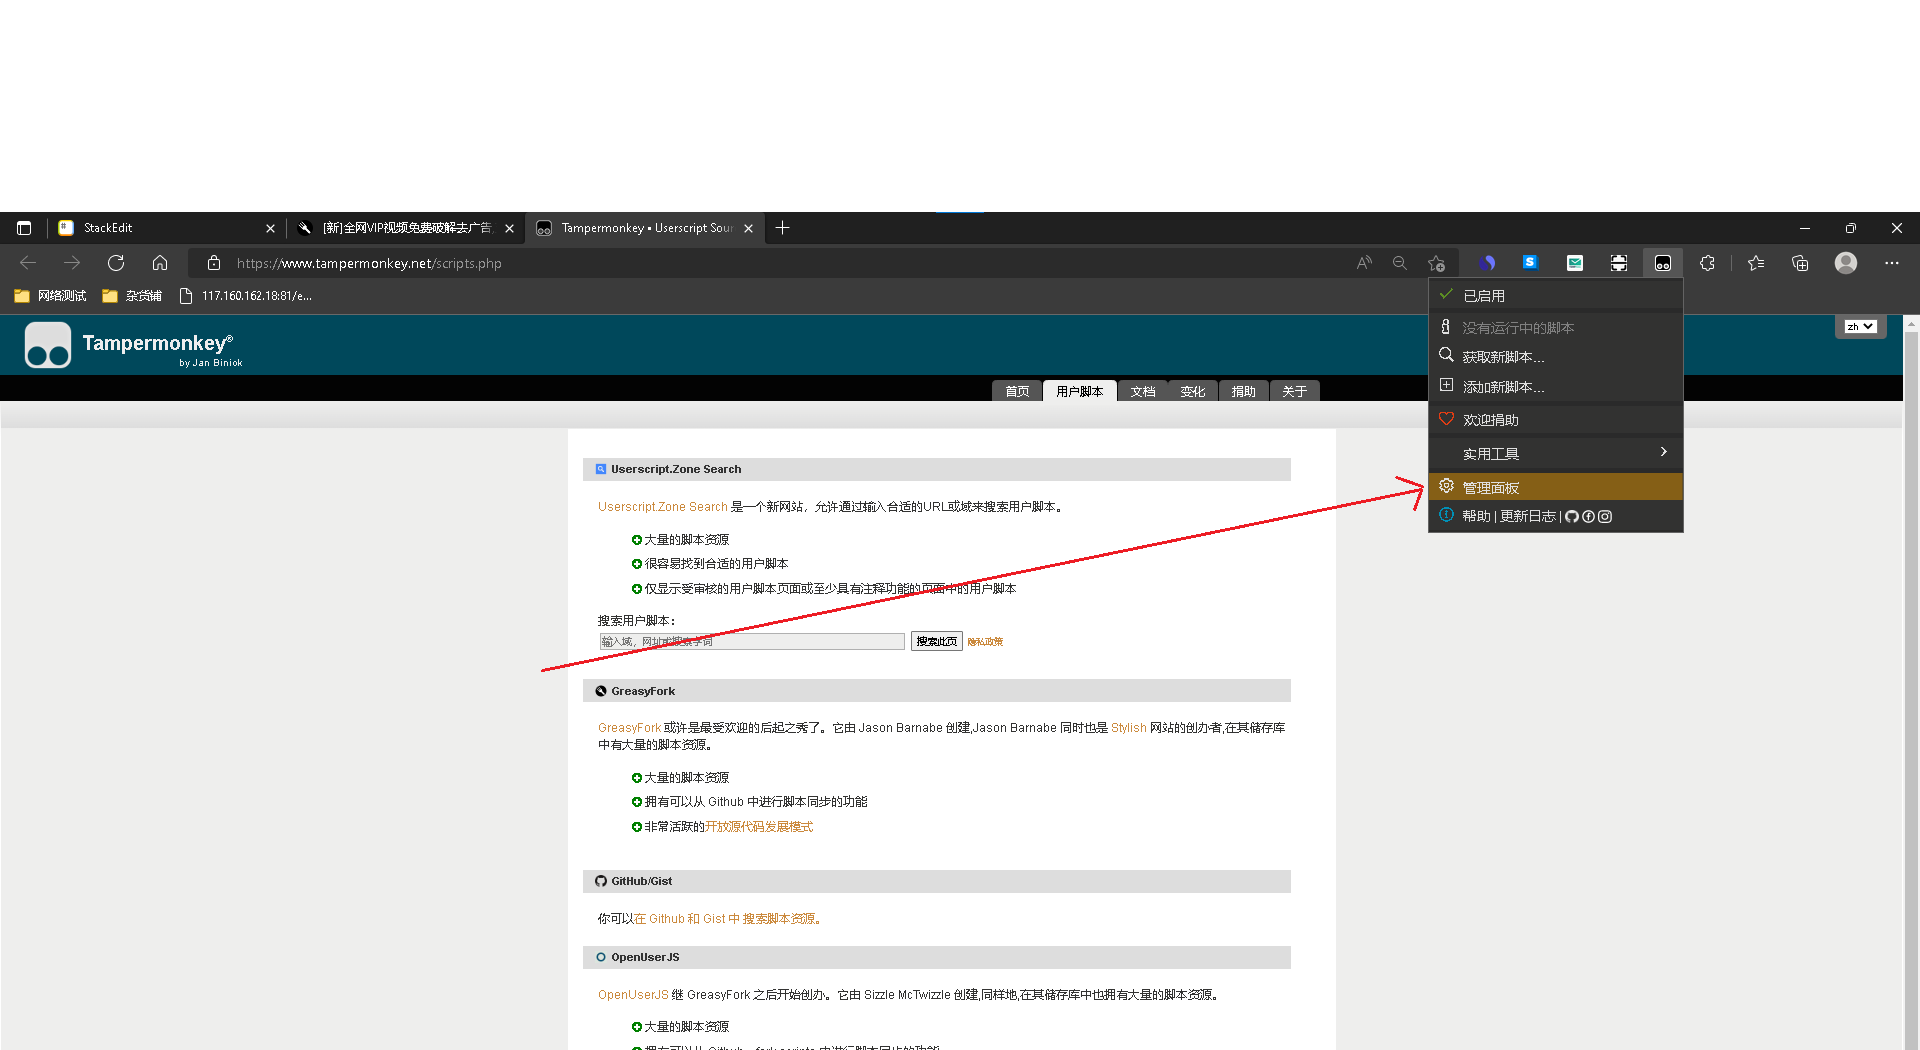 StackEdit
[新]全网VIP视频免费破解去广告,
Tampermonkey • Userscript Sour
https://www.tampermonkey.net/scripts.php
网络测试
杂货铺
117.160.162.18:81/e...
已启用
没有运行中的脚本
获取新脚本...
添加新脚本...
欢迎捐助
实用工具
管理面板
帮助 | 更新日志 |
zh
Tampermonkey®
by Jan Biniok
首页
用户脚本
文档
变化
捐助
关于
Userscript.Zone Search
Userscript.Zone Search 是一个新网站，允许通过输入合适的URL或域来搜索用户脚本。
大量的脚本资源
很容易找到合适的用户脚本
仅显示受审核的用户脚本页面或至少具有注释功能的页面中的用户脚本
搜索用户脚本：
输入域，网址或搜索字词
搜索此页
隐私政策
GreasyFork
GreasyFork 或许是最受欢迎的后起之秀了。它由 Jason Barnabe 创建,Jason Barnabe 同时也是 Stylish 网站的创办者,在其储存库
中有大量的脚本资源。
大量的脚本资源
拥有可以从 Github 中进行脚本同步的功能
非常活跃的开放源代码发展模式
GitHub/Gist
你可以在 Github 和 Gist 中 搜索脚本资源。
OpenUserJS
OpenUserJS 继 GreasyFork 之后开始创办。它由 Sizzle McTwizzle 创建,同样地,在其储存库中也拥有大量的脚本资源。
大量的脚本资源